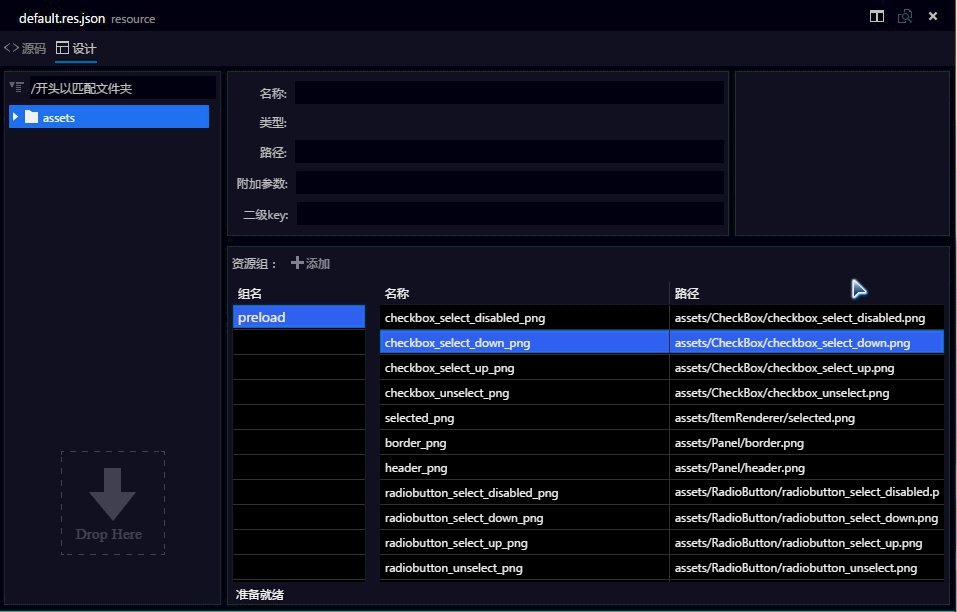 default.res.json resource
<> 源码 设计
/开头以匹配文件夹
assets
名称:
类型:
路径:
附加参数:
二级key:
Drop Here
资源组： 添加
组名 名称 路径
preload checkbox_select_disabled_png assets/CheckBox/checkbox_select_disabled.png
checkbox_select_down_png assets/CheckBox/checkbox_select_down.png
checkbox_select_up_png assets/CheckBox/checkbox_select_up.png
checkbox_unselect_png assets/CheckBox/checkbox_unselect.png
selected_png assets/ItemRenderer/selected.png
border_png assets/Panel/border.png
header_png assets/Panel/header.png
radiobutton_select_disabled_png assets/RadioButton/radiobutton_select_disabled.p
radiobutton_select_down_png assets/RadioButton/radiobutton_select_down.png
radiobutton_select_up_png assets/RadioButton/radiobutton_select_up.png
radiobutton_unselect_png assets/RadioButton/radiobutton_unselect.png
准备就绪